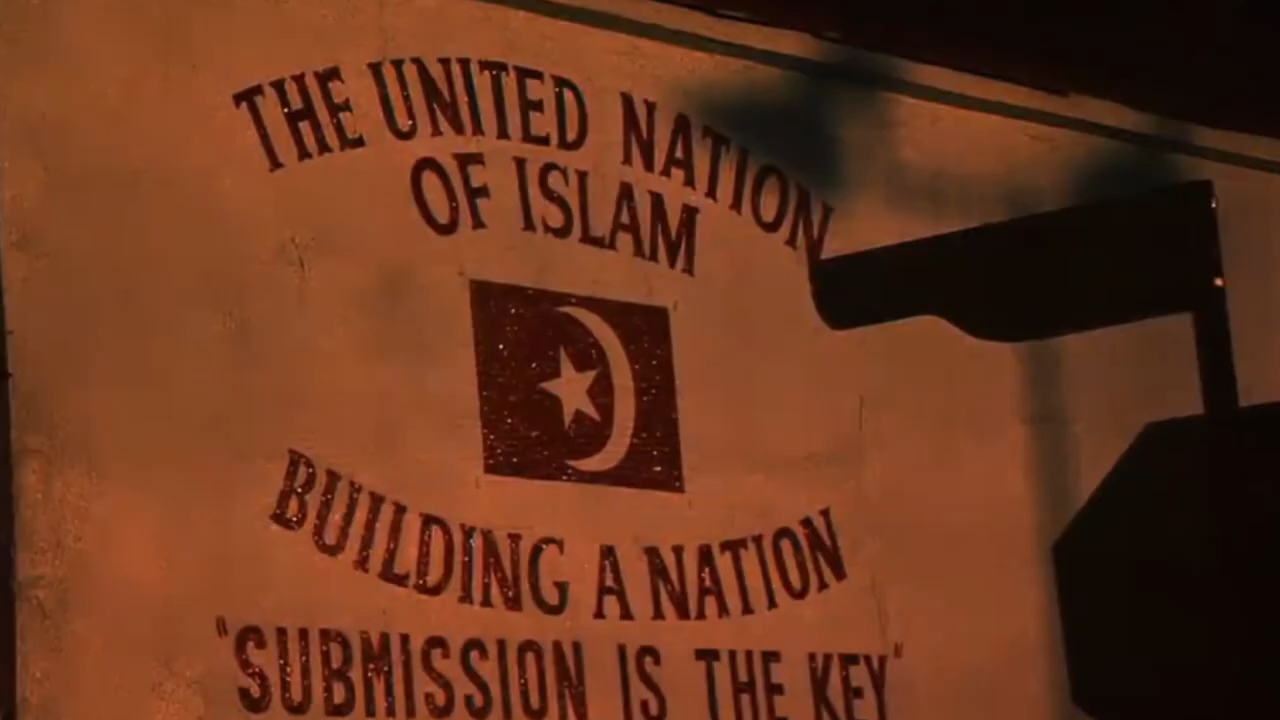 THE UNITED NATION
OF ISLAM
BUILDING A NATION
"SUBMISSION IS THE KEY"